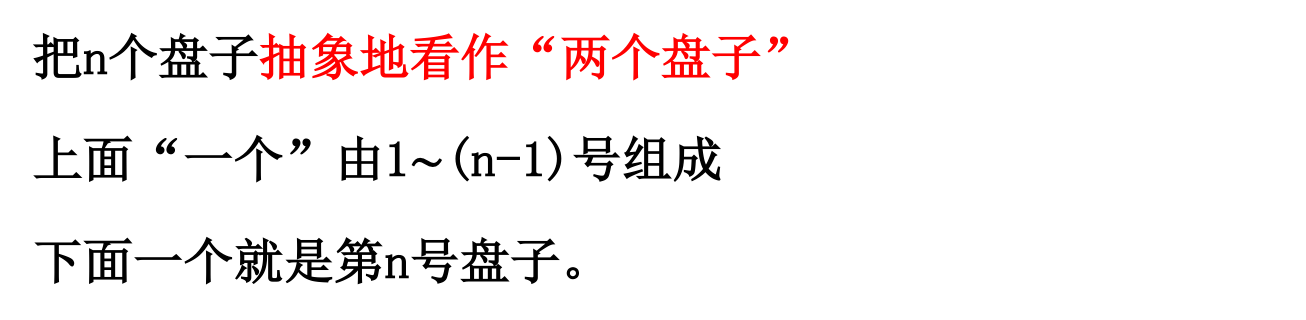 把n个盘子抽象地看作“两个盘子”
上面“一个”由1~(n-1)号组成
下面一个就是第n号盘子。